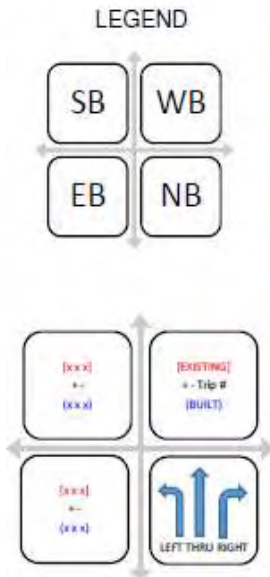 LEGEND
SB WB
EB NB
[xxx] [EXISTING]
+- + - Trip #
(xxx) (BUILT)
[xxx]
+-
(xxx)
LEFT THRU RIGHT